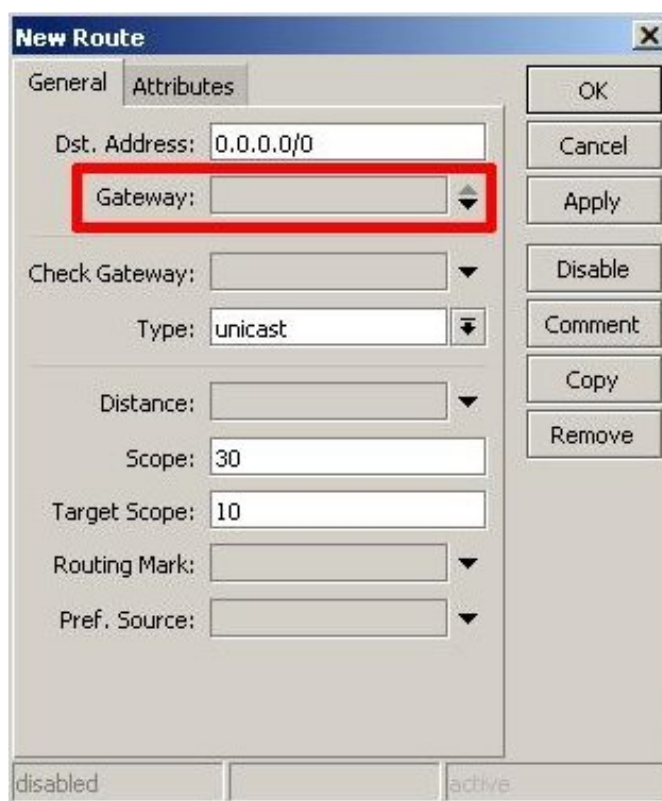 New Route
General Attributes
OK
Dst. Address: 0.0.0.0/0
Cancel
Gateway:
Apply
Check Gateway:
Disable
Type: unicast
Comment
Distance:
Copy
Scope: 30
Remove
Target Scope: 10
Routing Mark:
Pref. Source:
disabled
active